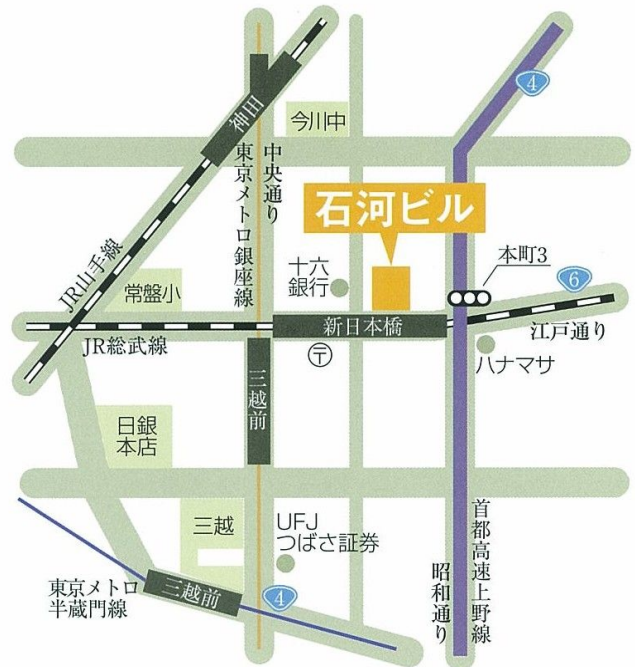 4
神田
今川中
中央通り
東京メトロ銀座線
石河ビル
JR山手線
本町3
十六
銀行
6
常盤小
新日本橋
江戸通り
JR総武線
〒
ハナマサ
三越前
日銀
本店
三越
UFJ
つばさ証券
首都高速上野線
昭和通り
東京メトロ
半蔵門線
三越前
4